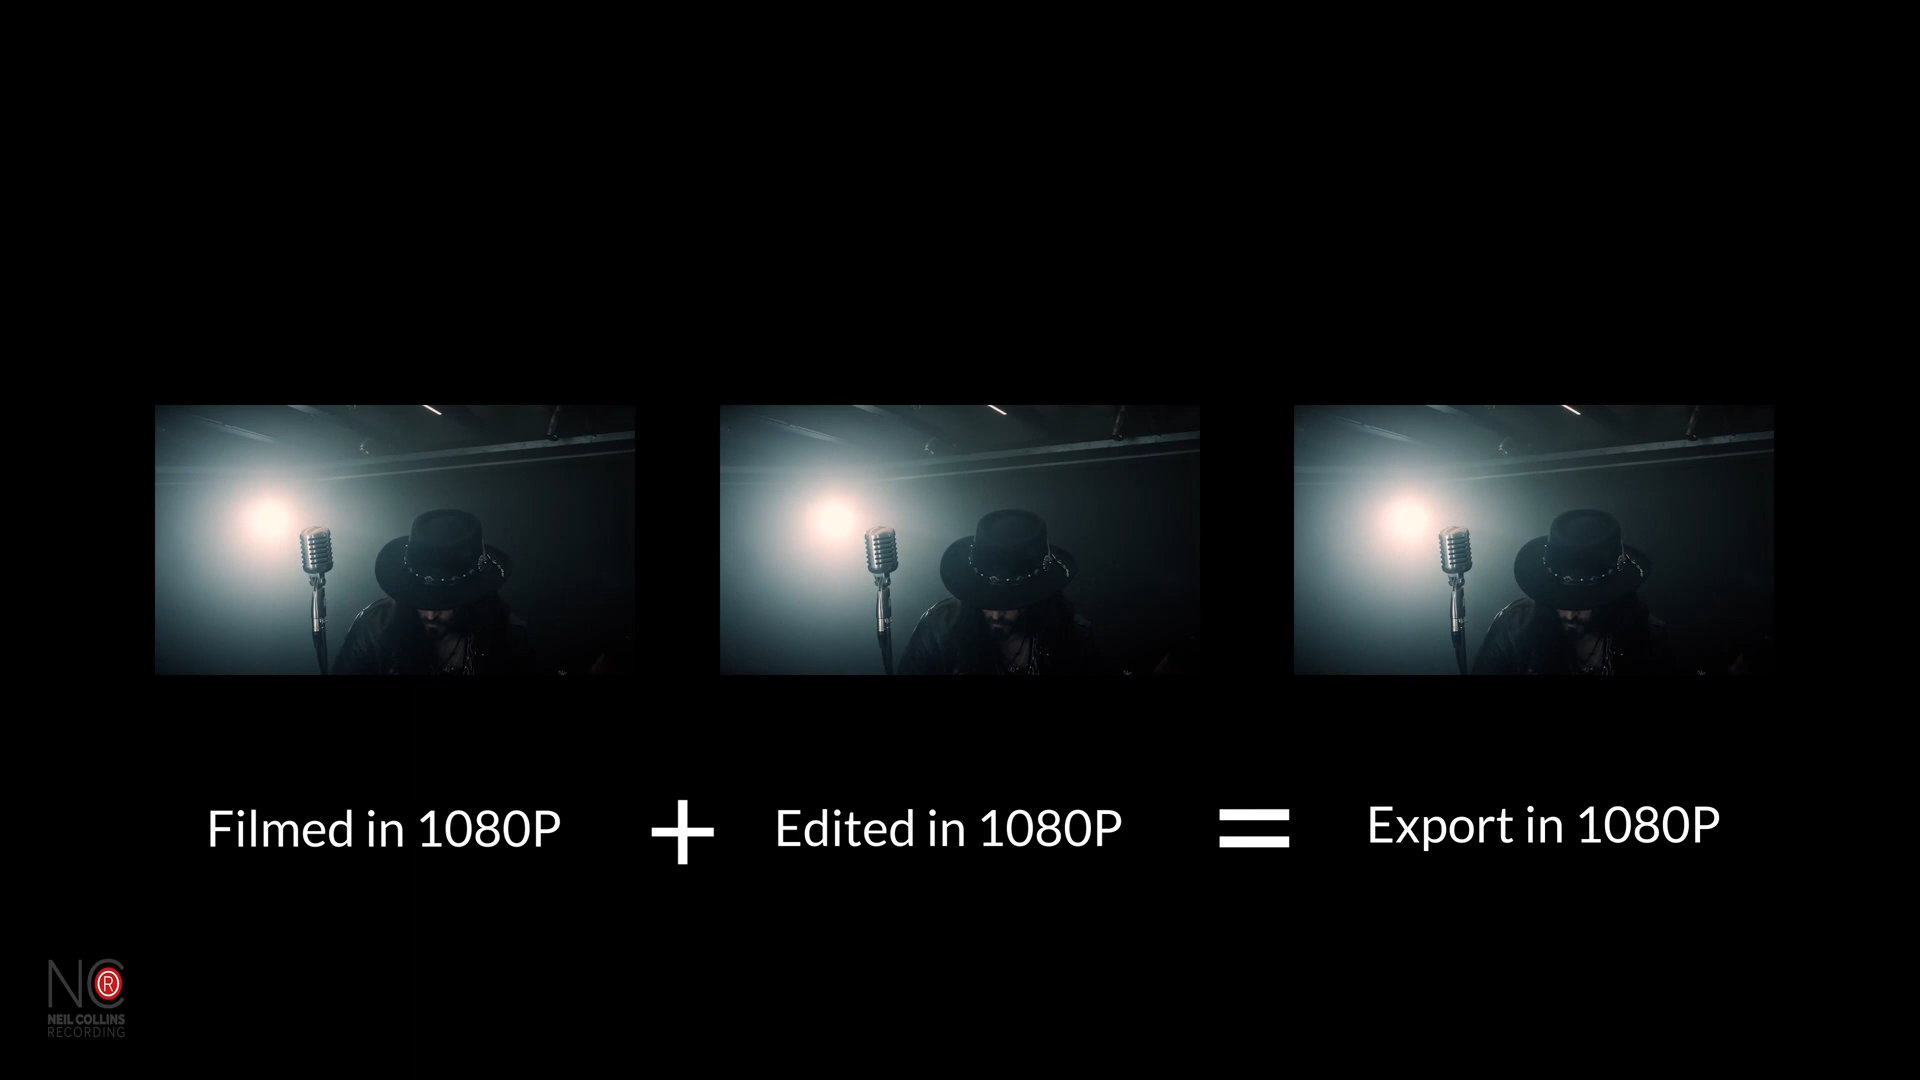 Filmed in 1080P + Edited in 1080P = Export in 1080P
NC®
NEIL COLLINS
RECORDING